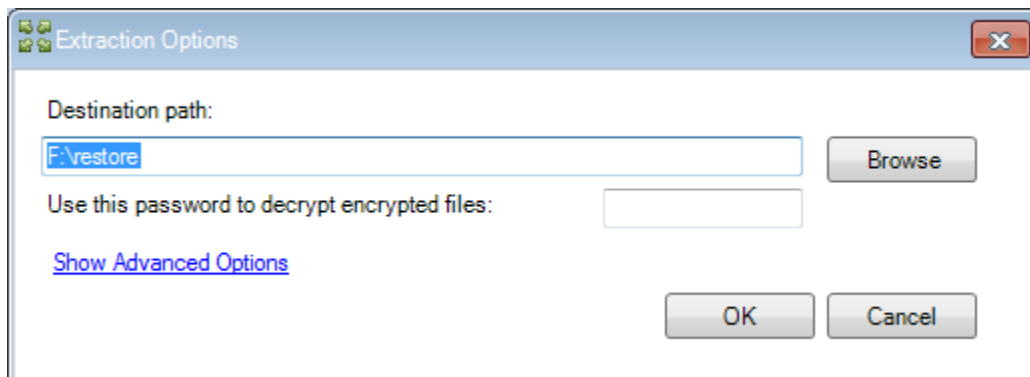 Extraction Options
Destination path:
F:\restore
Browse
Use this password to decrypt encrypted files:
Show Advanced Options
OK Cancel